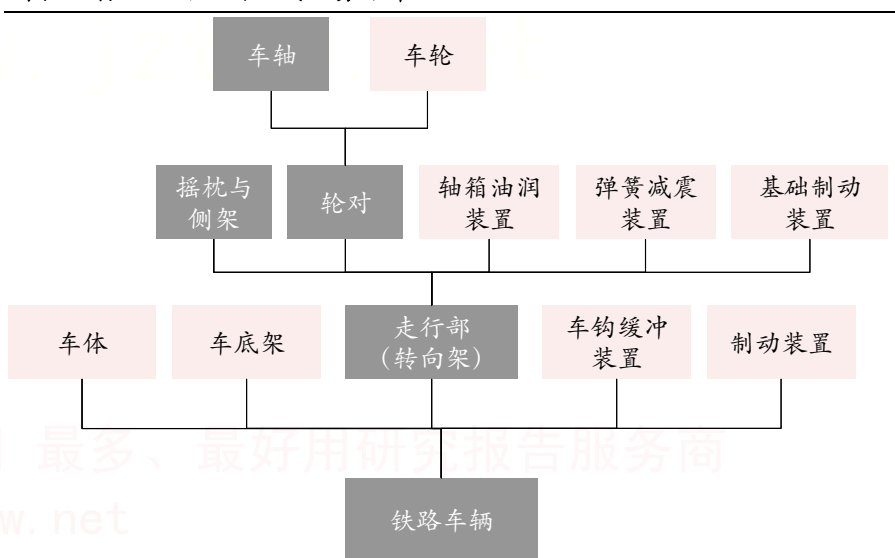 车轴
车轮
摇枕与
侧架
轮对
轴箱油润
装置
弹簧减震
装置
基础制动
装置
车体
车底架
走行部
(转向架)
车钩缓冲
装置
制动装置
最多、最好用研究报告服务商
w.net
铁路车辆